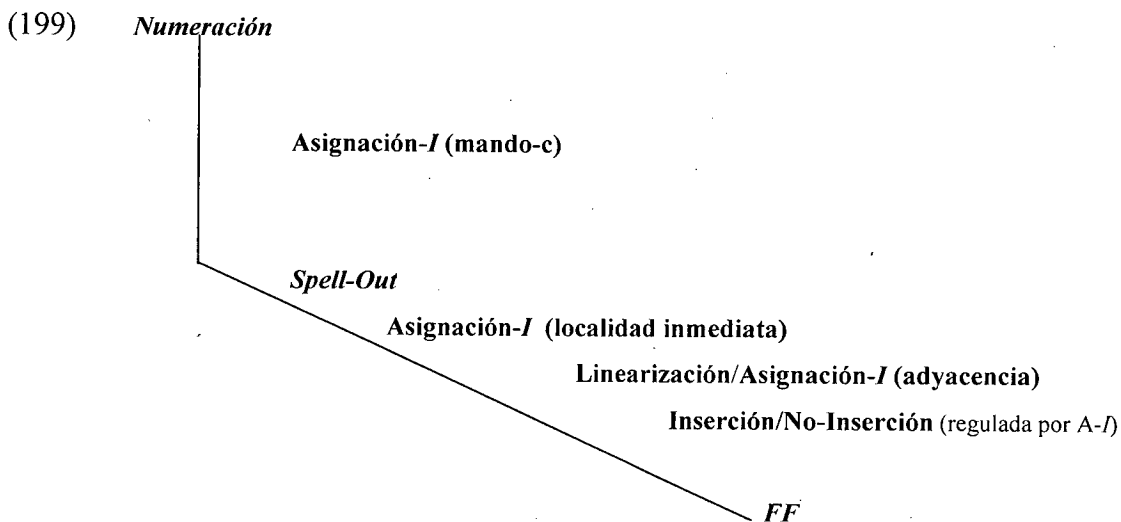 (199) Numeración
Asignación-I (mando-c)
Spell-Out
Asignación-I (localidad inmediata)
Linearización/Asignación-I (adyacencia)
Inserción/No-Inserción (regulada por A-I)
FF